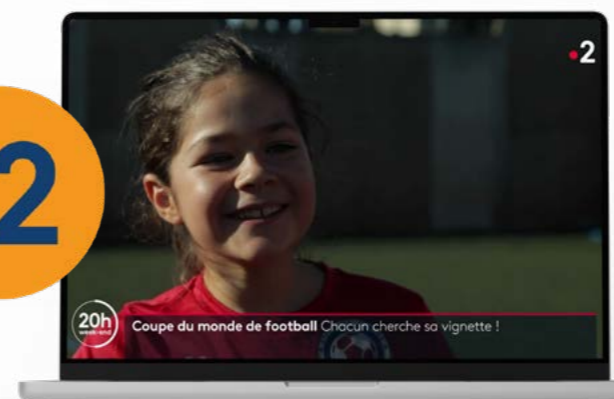 2
2
20h
week-end
Coupe du monde de football Chacun cherche sa vignette !